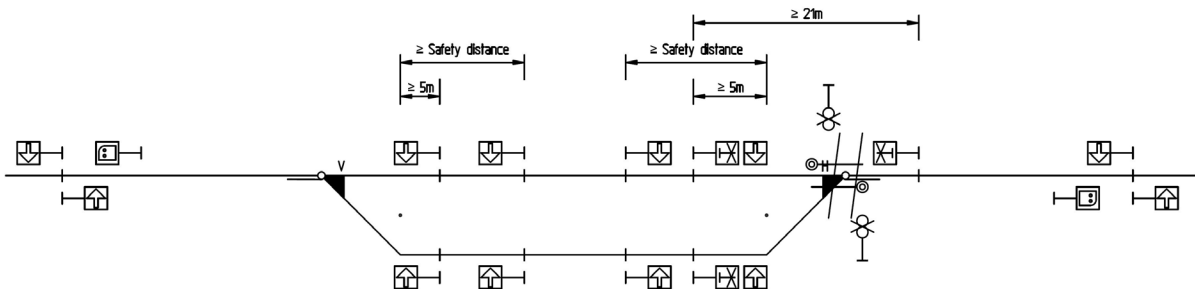 ≥ 21m
≥ Safety distance
≥ Safety distance
≥ 5m
≥ 5m
V
H